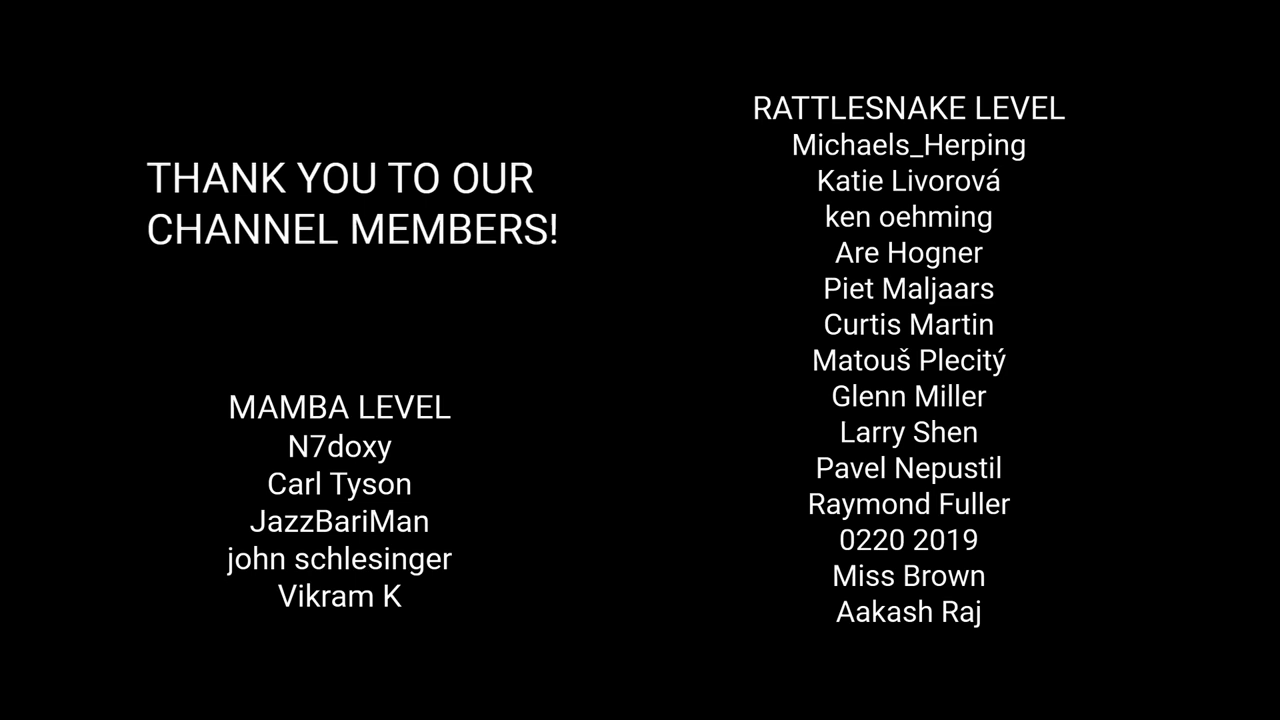 THANK YOU TO OUR
CHANNEL MEMBERS!
MAMBA LEVEL
N7doxy
Carl Tyson
JazzBariMan
john schlesinger
Vikram K
RATTLESNAKE LEVEL
Michaels_Herping
Katie Livorová
ken oehming
Are Hogner
Piet Maljaars
Curtis Martin
Matouš Plecitý
Glenn Miller
Larry Shen
Pavel Nepustil
Raymond Fuller
0220 2019
Miss Brown
Aakash Raj